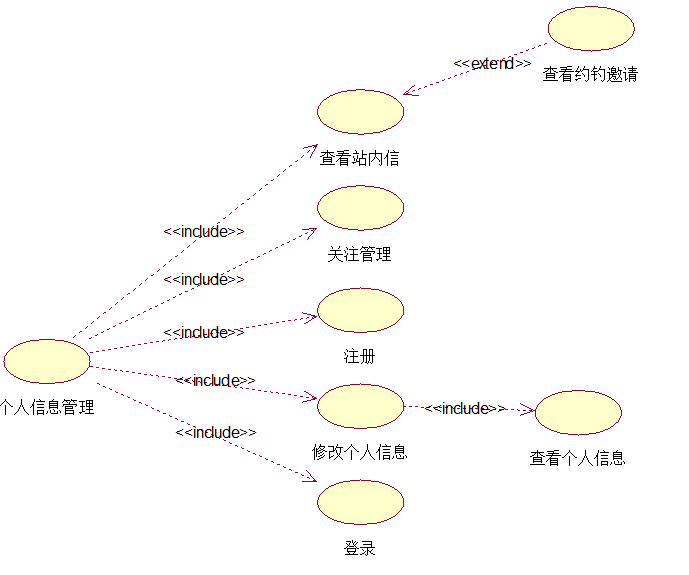 <<extend>>
查看约钓邀请
查看站内信
<<include>>
关注管理
<<include>>
<<include>>
注册
<<include>>
个人信息管理
<<include>>
修改个人信息
查看个人信息
<<include>>
登录